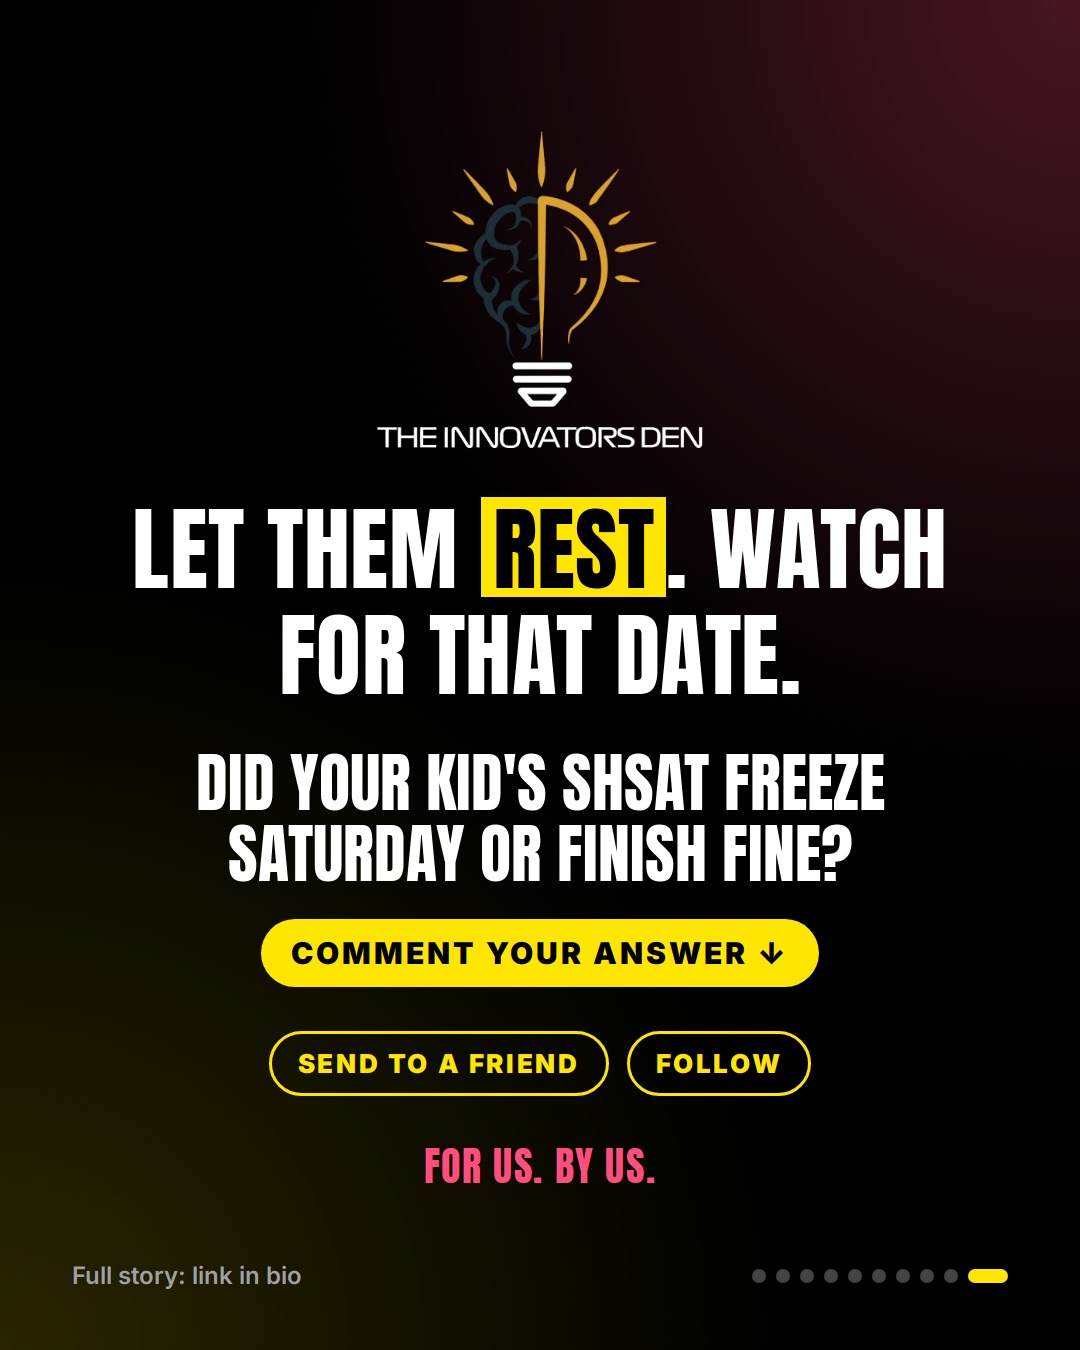 THE INNOVATORS DEN
LET THEM REST. WATCH
FOR THAT DATE.
DID YOUR KID'S SHSAT FREEZE
SATURDAY OR FINISH FINE?
COMMENT YOUR ANSWER ↓
SEND TO A FRIEND
FOLLOW
FOR US. BY US.
Full story: link in bio